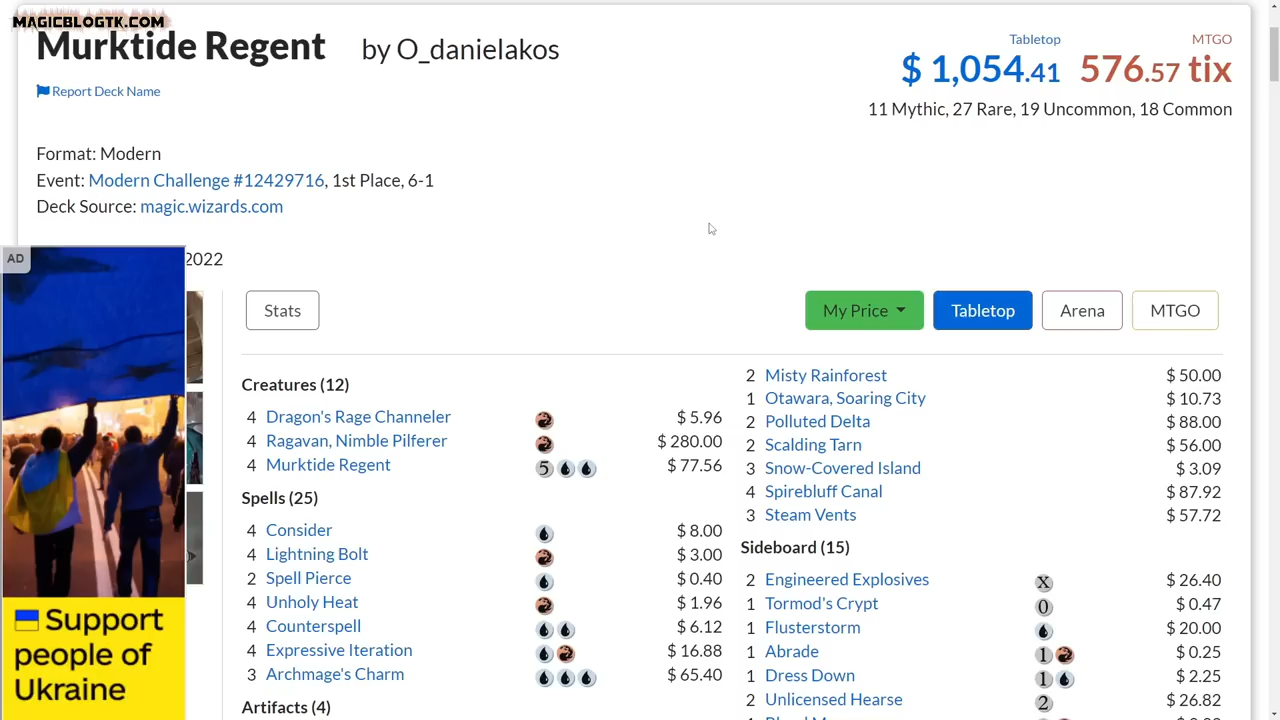 MAGICBLOGTK.COM
Murktide Regent by O_danielakos
Tabletop MTGO
$ 1,054.41 576.57 tix
Report Deck Name
11 Mythic, 27 Rare, 19 Uncommon, 18 Common
Format: Modern
Event: Modern Challenge #12429716, 1st Place, 6-1
Deck Source: magic.wizards.com
2022
AD
Support
people of
Ukraine
Stats
My Price
Tabletop
Arena
MTGO
Creatures (12)
4 Dragon's Rage Channeler $ 5.96
4 Ragavan, Nimble Pilferer $ 280.00
4 Murktide Regent 5 $ 77.56
Spells (25)
4 Consider $ 8.00
4 Lightning Bolt $ 3.00
2 Spell Pierce $ 0.40
4 Unholy Heat $ 1.96
4 Counterspell $ 6.12
4 Expressive Iteration $ 16.88
3 Archmage's Charm $ 65.40
Artifacts (4)
2 Misty Rainforest $ 50.00
1 Otawara, Soaring City $ 10.73
2 Polluted Delta $ 88.00
2 Scalding Tarn $ 56.00
3 Snow-Covered Island $ 3.09
4 Spirebluff Canal $ 87.92
3 Steam Vents $ 57.72
Sideboard (15)
2 Engineered Explosives X $ 26.40
1 Tormod's Crypt 0 $ 0.47
1 Flusterstorm $ 20.00
1 Abrade 1 $ 0.25
1 Dress Down 1 $ 2.25
2 Unlicensed Hearse 2 $ 26.82